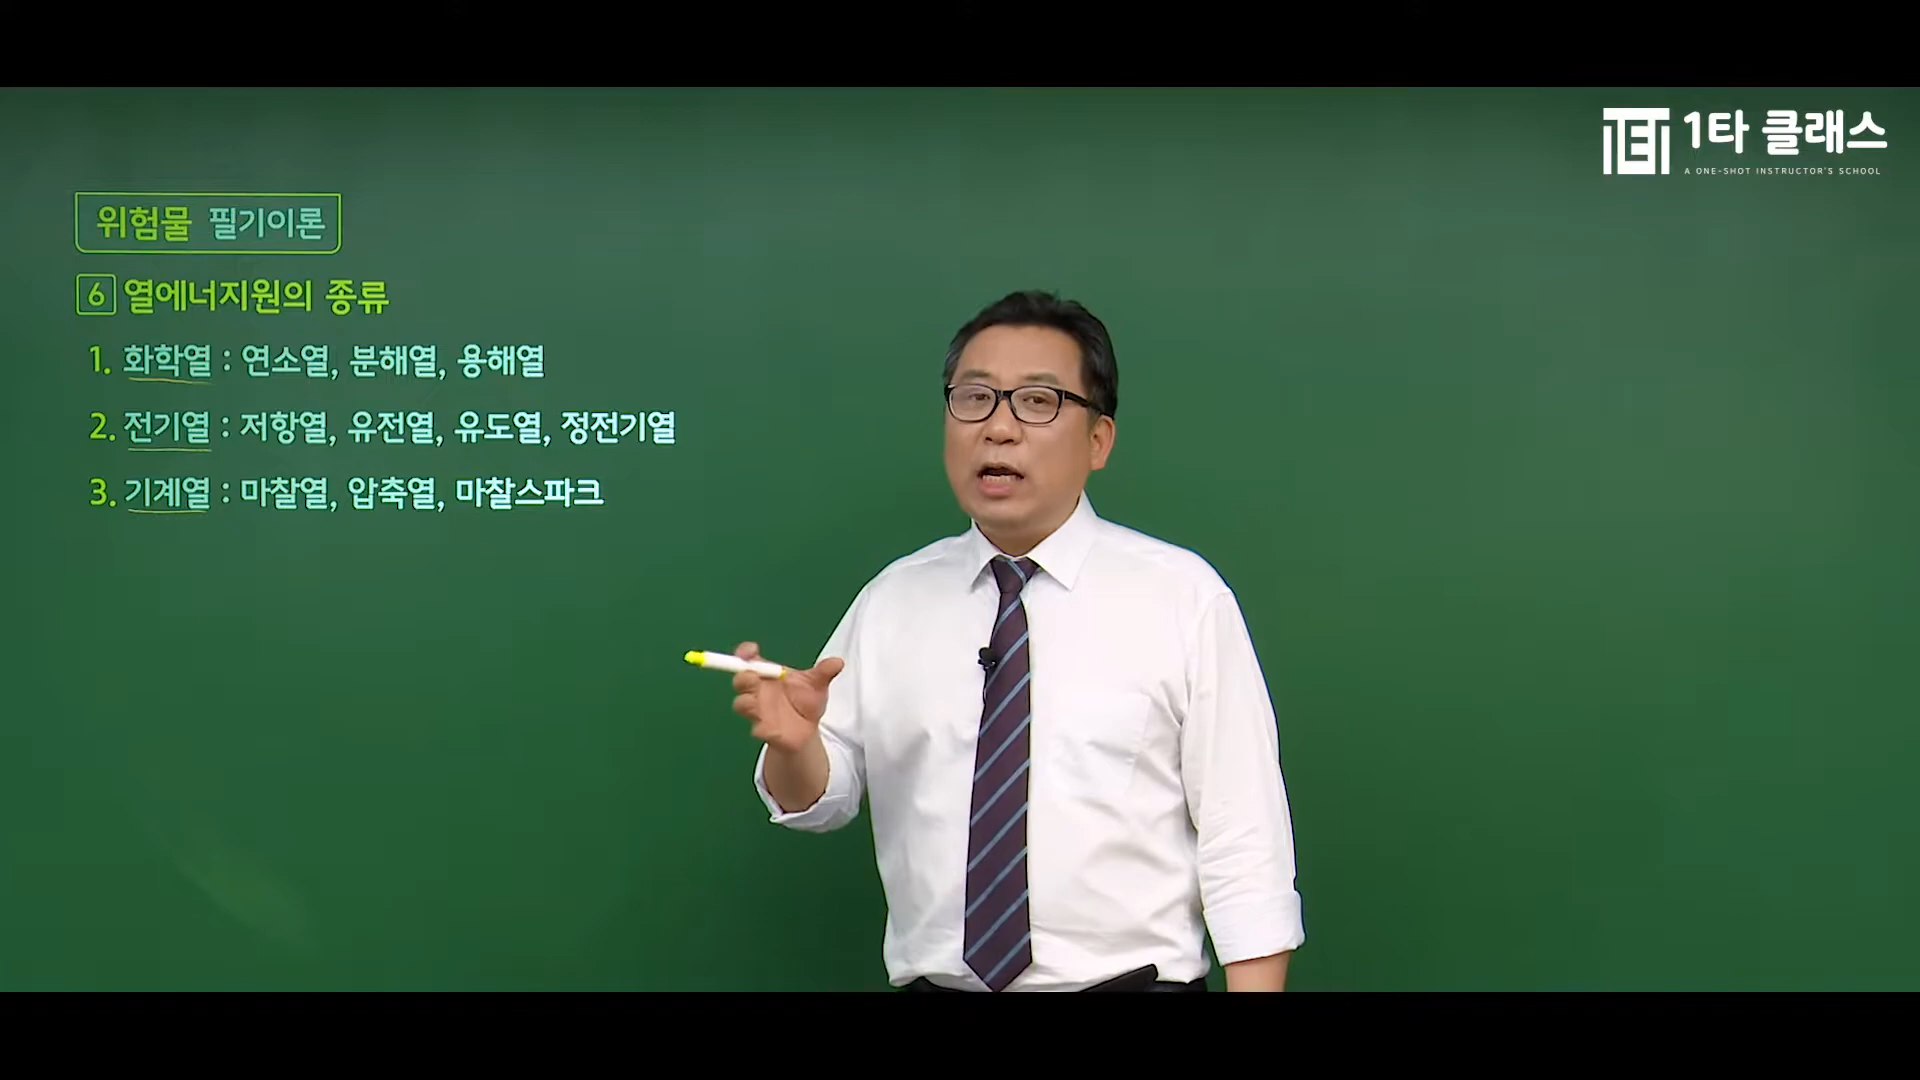 1타 클래스
A ONE-SHOT INSTRUCTOR'S SCHOOL
위험물 필기이론
6 열에너지원의 종류
1. 화학열 : 연소열, 분해열, 용해열
2. 전기열 : 저항열, 유전열, 유도열, 정전기열
3. 기계열 : 마찰열, 압축열, 마찰스파크